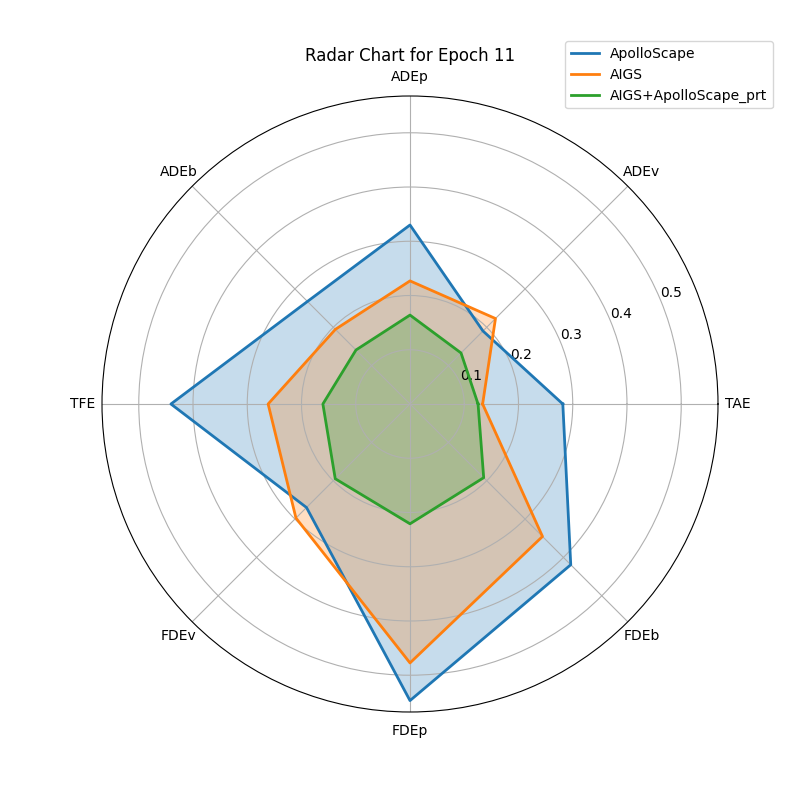 Radar Chart for Epoch 11
ApolloScape
AIGS
AIGS+ApolloScape_prt
ADEp
ADEb
ADEv
0.5
0.4
0.3
0.2
0.1
TFE
TAE
FDEv
FDEb
FDEp